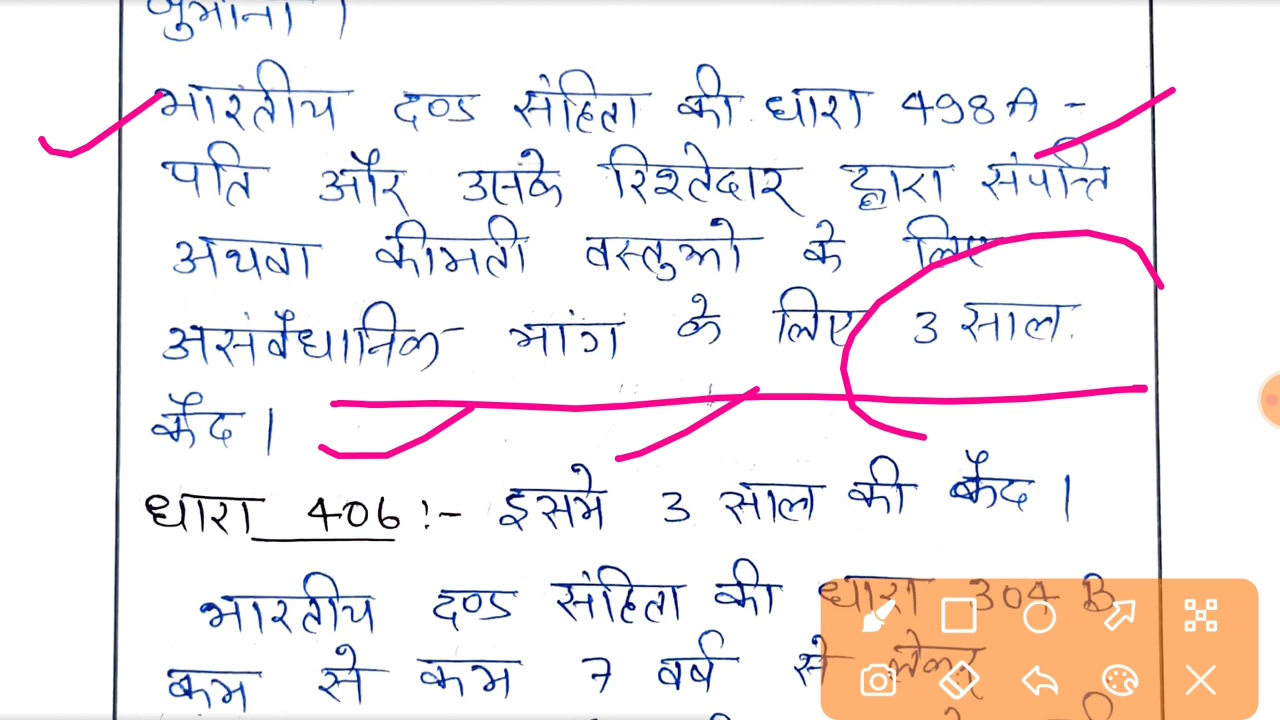 जुर्माना ।
भारतीय दण्ड संहिता की धारा 498A -
पति और उसके रिश्तेदार द्वारा संपत्ति
अथवा कीमती वस्तुओ के लिए
असंवैधानिक मांग के लिए 3 साल
कैद ।
धारा 406 :- इसमे 3 साल की कैद ।
भारतीय दण्ड संहिता की धारा 304 B
कम से कम 7 वर्ष से लेकर